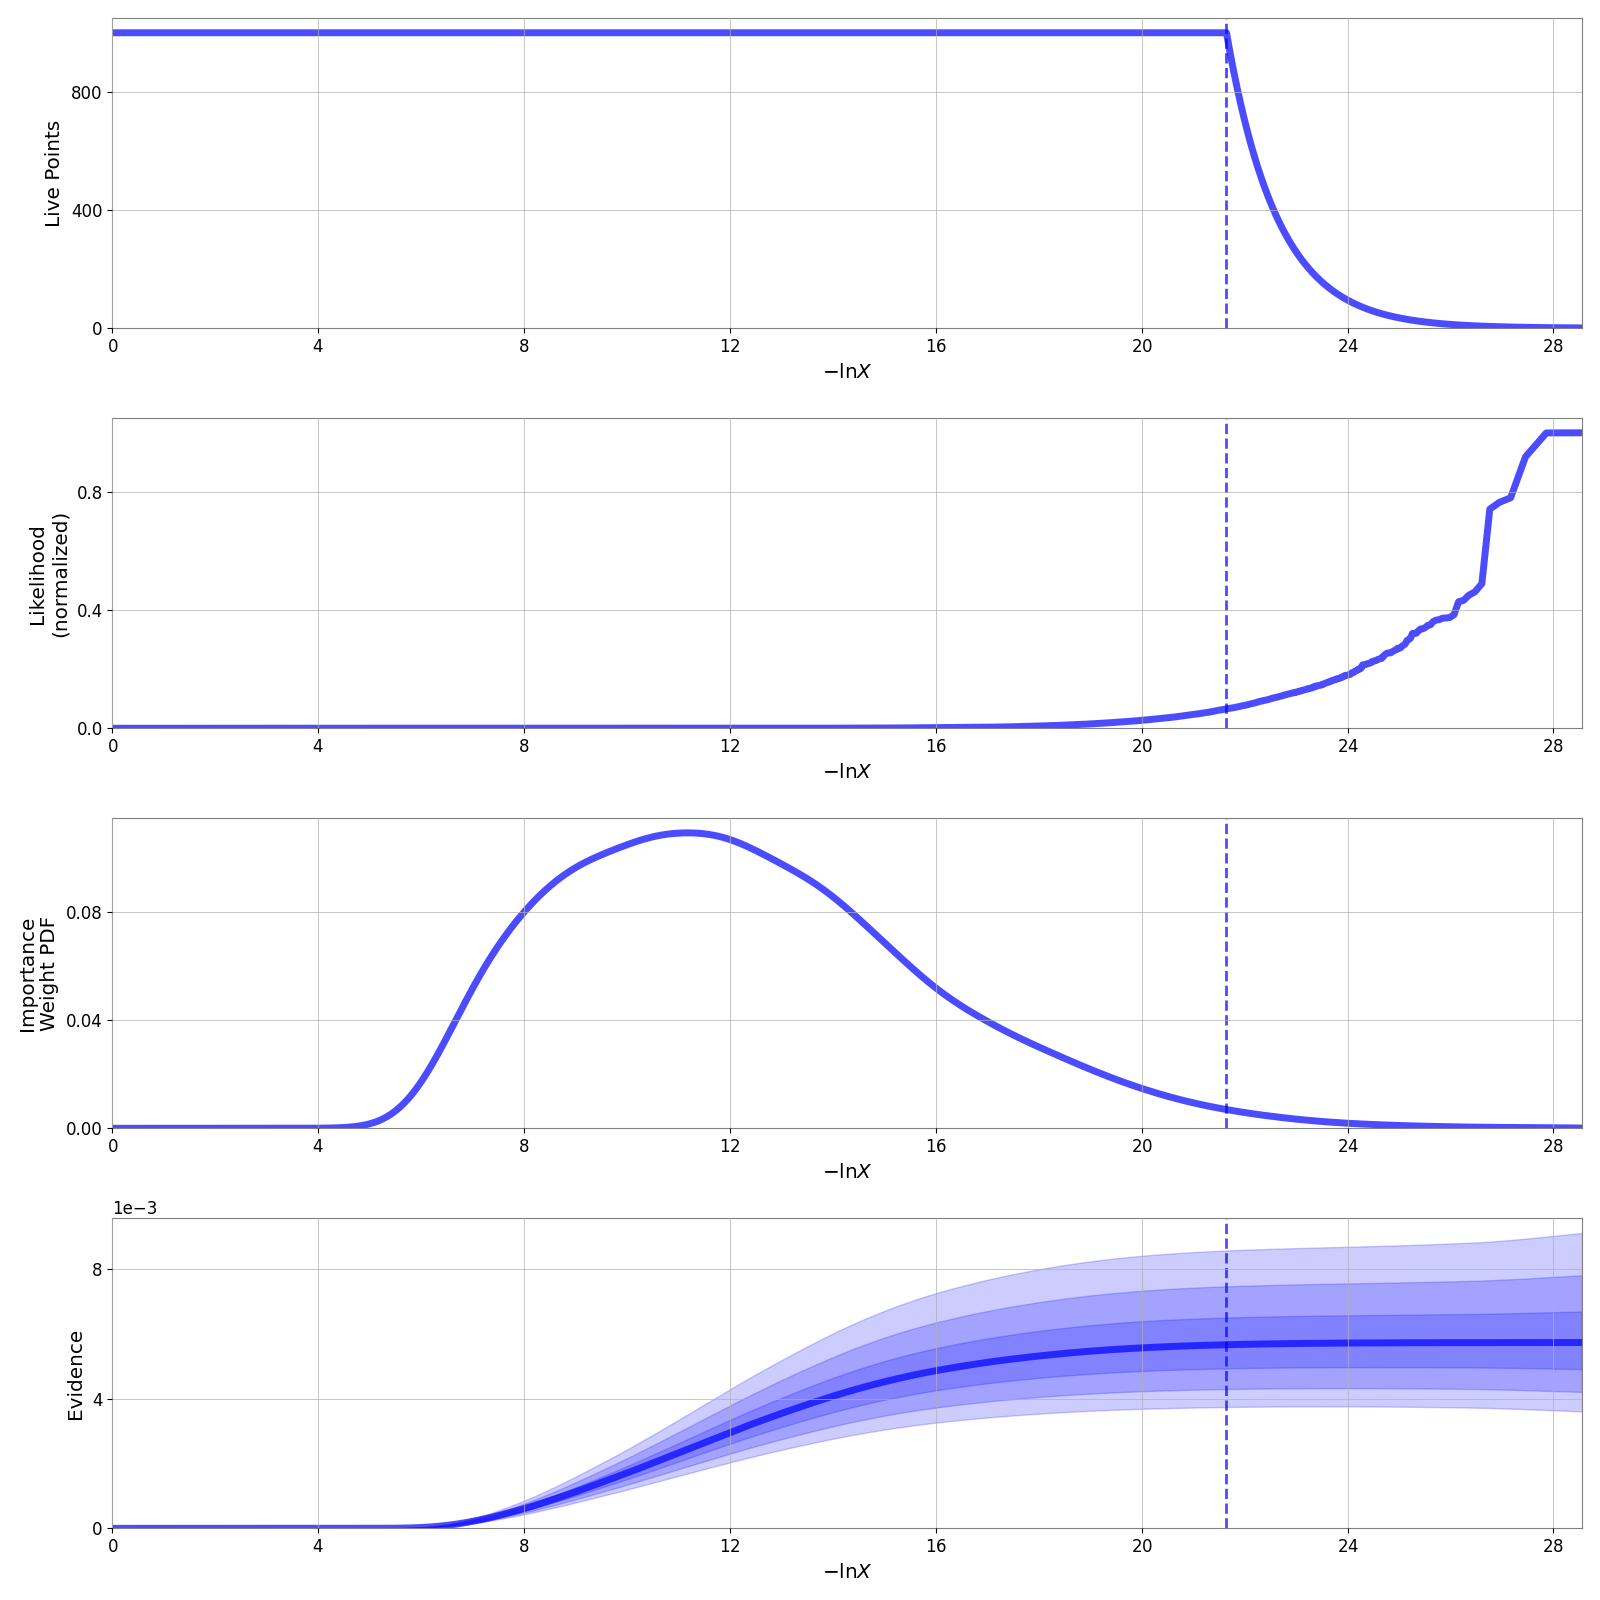 800
400
0
Live Points
0 4 8 12 16 20 24 28
−lnX
0.8
0.4
0.0
Likelihood
(normalized)
0 4 8 12 16 20 24 28
−lnX
0.08
0.04
0.00
Importance
Weight PDF
0 4 8 12 16 20 24 28
−lnX
1e−3
8
4
0
Evidence
0 4 8 12 16 20 24 28
−lnX